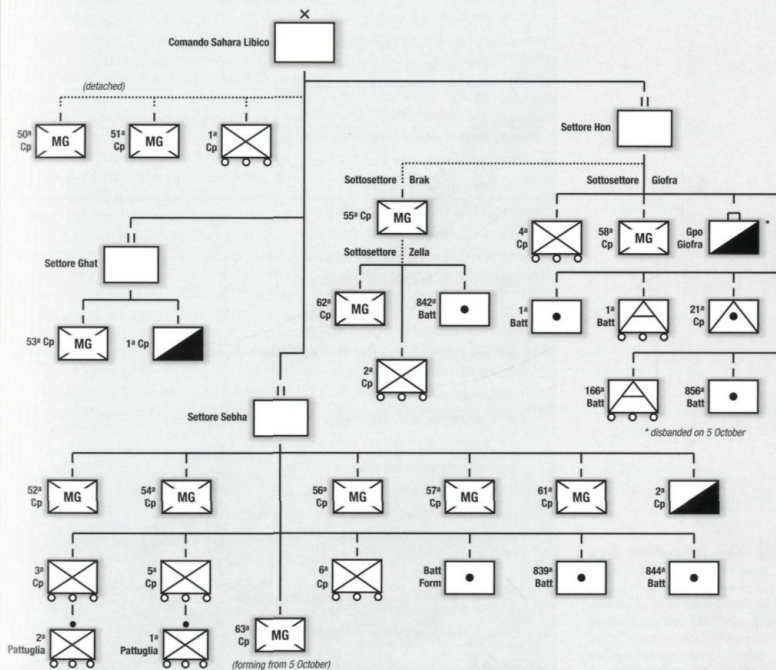 Comando Sahara Libico
(detached)
50ª Cp
MG
51ª Cp
MG
1ª Cp
Settore Hon
Sottosettore Brak
Sottosettore Giofra
55ª Cp
MG
4ª Cp
58ª Cp
MG
Gpo Giofra
*
Settore Ghat
Sottosettore Zella
62ª Cp
MG
842ª Batt
1ª Batt
1ª Batt
21ª Cp
53ª Cp
MG
1ª Cp
2ª Cp
166ª Batt
856ª Batt
* disbanded on 5 October
Settore Sebha
52ª Cp
MG
54ª Cp
MG
56ª Cp
MG
57ª Cp
MG
61ª Cp
MG
2ª Cp
3ª Cp
5ª Cp
6ª Cp
Batt Form
839ª Batt
844ª Batt
2ª Pattuglia
1ª Pattuglia
63ª Cp
MG
(forming from 5 October)